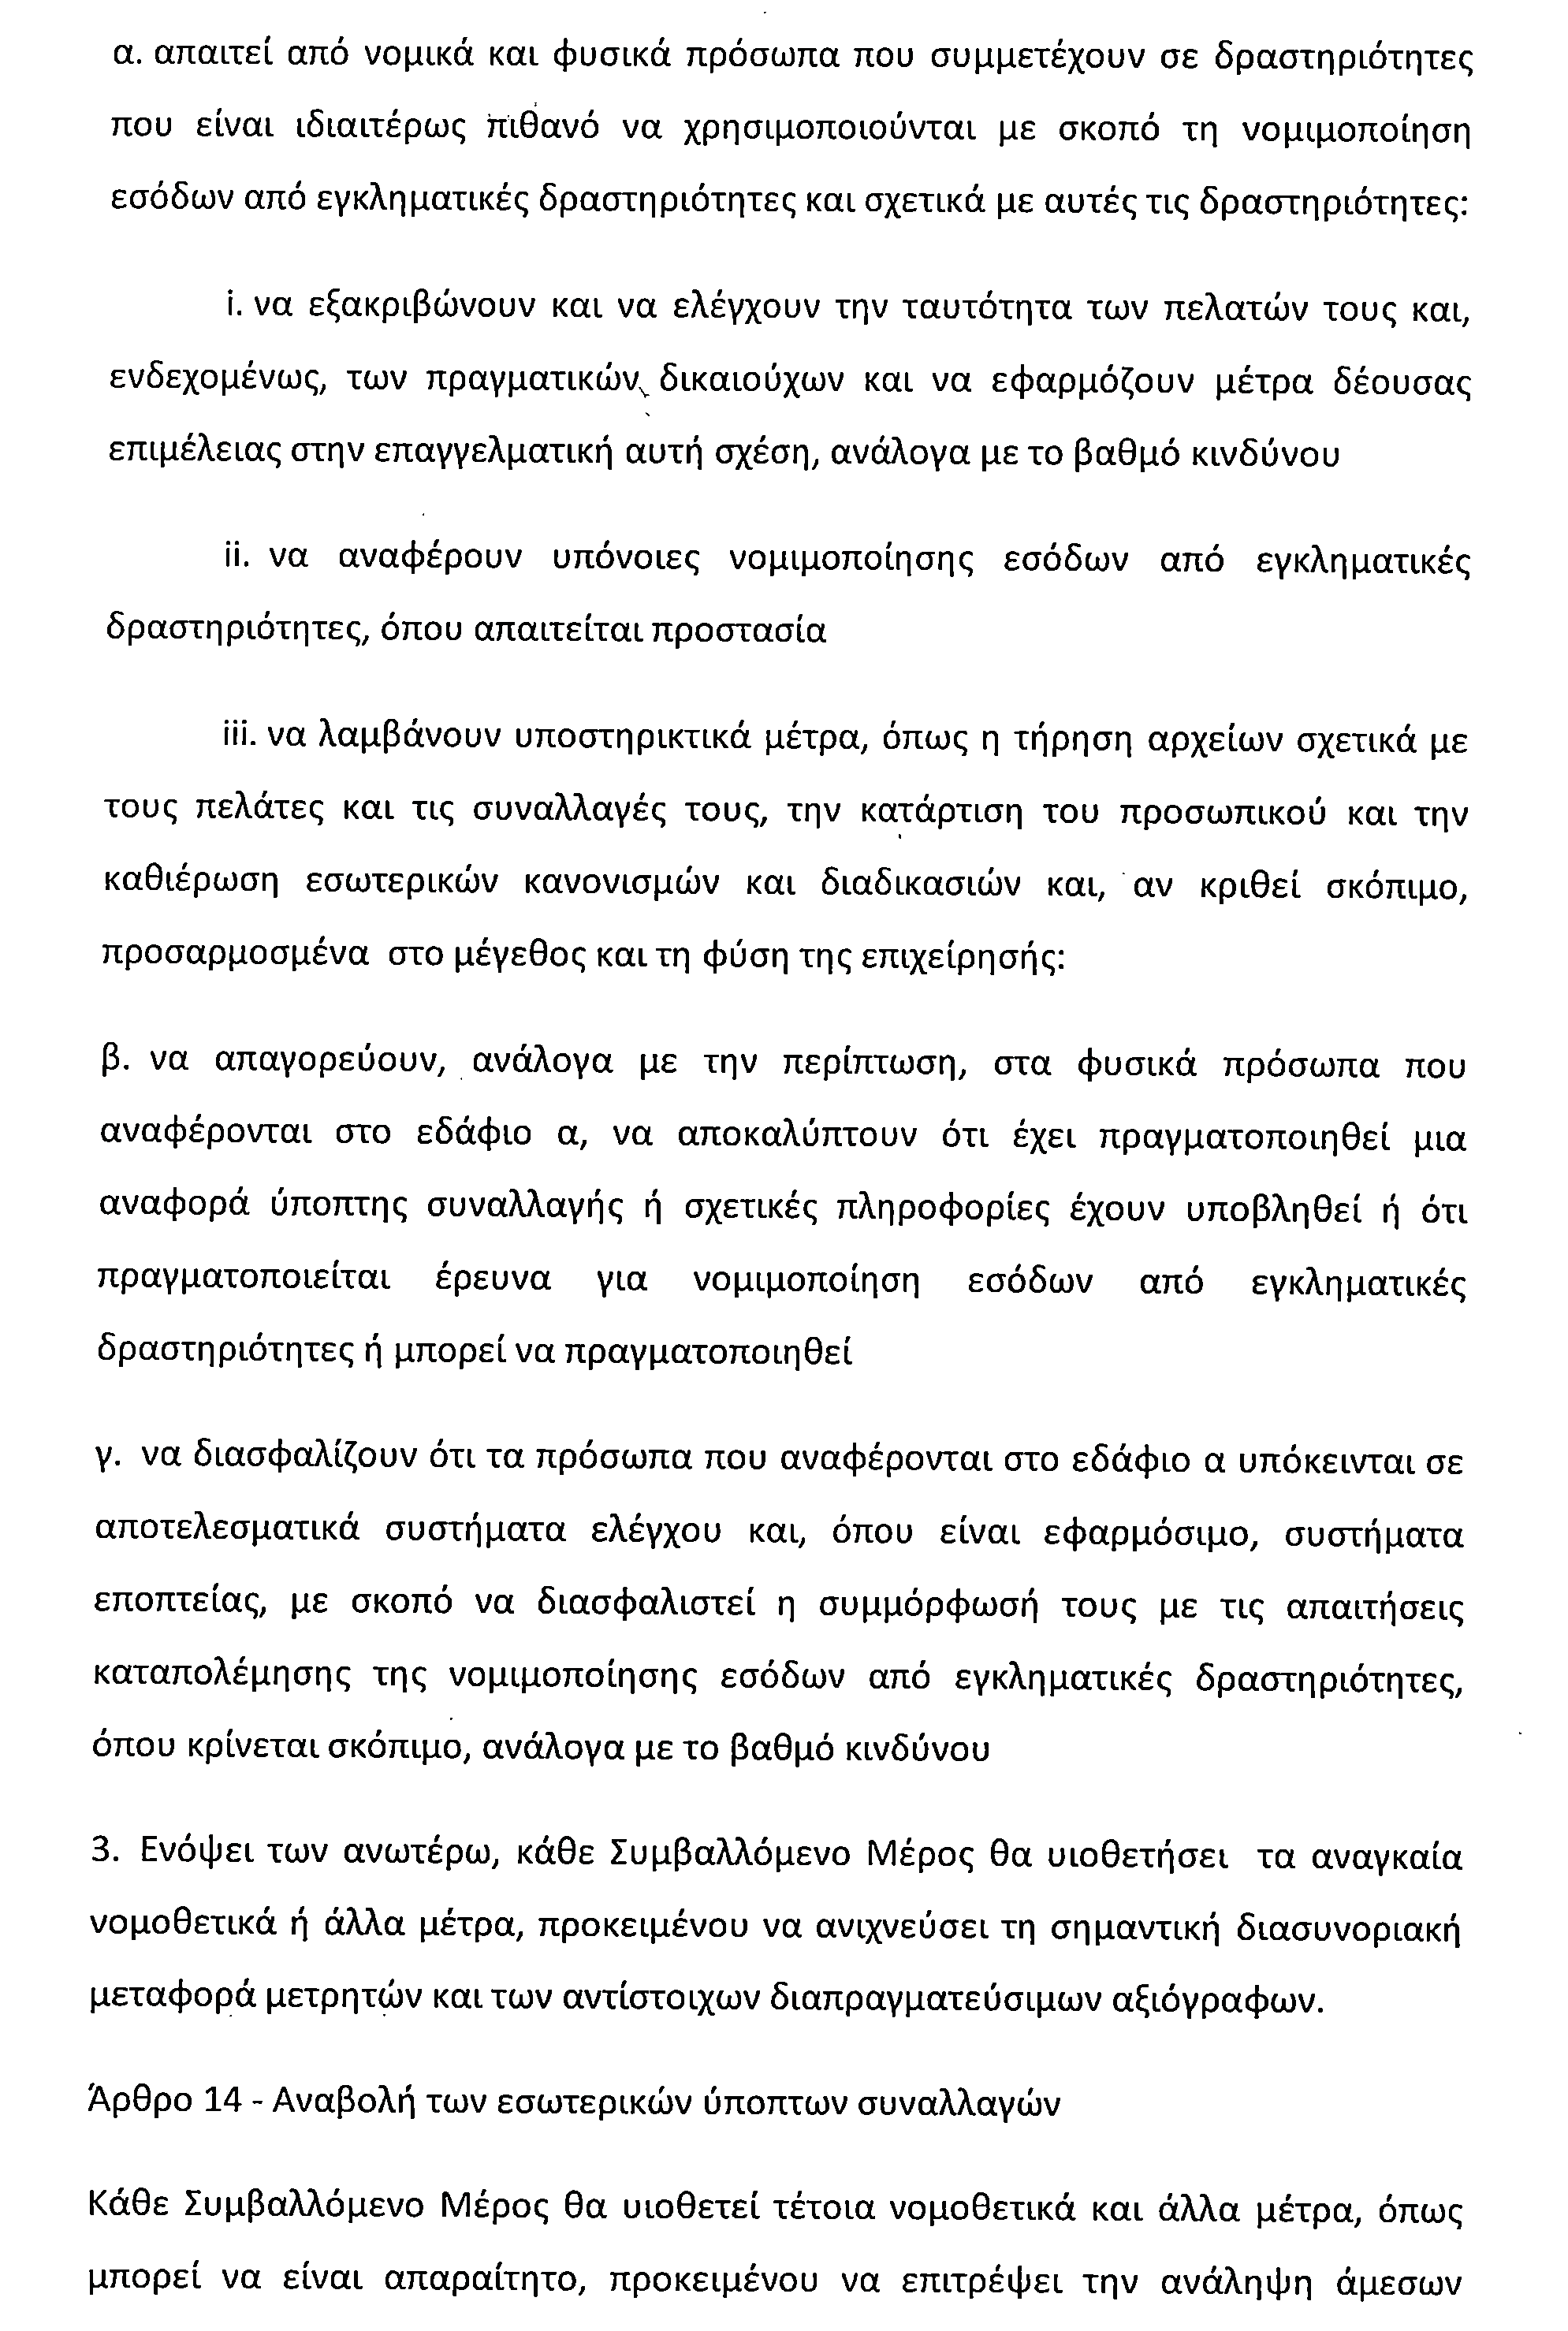 α. απαιτεί από νομικά και φυσικά πρόσωπα που συμμετέχουν σε δραστηριότητες
που είναι ιδιαιτέρως πιθανό να χρησιμοποιούνται με σκοπό τη νομιμοποίηση
εσόδων από εγκληματικές δραστηριότητες και σχετικά με αυτές τις δραστηριότητες:
i. να εξακριβώνουν και να ελέγχουν την ταυτότητα των πελατών τους και,
ενδεχομένως, των πραγματικών δικαιούχων και να εφαρμόζουν μέτρα δέουσας
επιμέλειας στην επαγγελματική αυτή σχέση, ανάλογα με το βαθμό κινδύνου
ii. να αναφέρουν υπόνοιες νομιμοποίησης εσόδων από εγκληματικές
δραστηριότητες, όπου απαιτείται προστασία
iii. να λαμβάνουν υποστηρικτικά μέτρα, όπως η τήρηση αρχείων σχετικά με
τους πελάτες και τις συναλλαγές τους, την κατάρτιση του προσωπικού και την
καθιέρωση εσωτερικών κανονισμών και διαδικασιών και, αν κριθεί σκόπιμο,
προσαρμοσμένα στο μέγεθος και τη φύση της επιχείρησής:
β. να απαγορεύουν, ανάλογα με την περίπτωση, στα φυσικά πρόσωπα που
αναφέρονται στο εδάφιο α, να αποκαλύπτουν ότι έχει πραγματοποιηθεί μια
αναφορά ύποπτης συναλλαγής ή σχετικές πληροφορίες έχουν υποβληθεί ή ότι
πραγματοποιείται έρευνα για νομιμοποίηση εσόδων από εγκληματικές
δραστηριότητες ή μπορεί να πραγματοποιηθεί
γ. να διασφαλίζουν ότι τα πρόσωπα που αναφέρονται στο εδάφιο α υπόκεινται σε
αποτελεσματικά συστήματα ελέγχου και, όπου είναι εφαρμόσιμο, συστήματα
εποπτείας, με σκοπό να διασφαλιστεί η συμμόρφωσή τους με τις απαιτήσεις
καταπολέμησης της νομιμοποίησης εσόδων από εγκληματικές δραστηριότητες,
όπου κρίνεται σκόπιμο, ανάλογα με το βαθμό κινδύνου
3. Ενόψει των ανωτέρω, κάθε Συμβαλλόμενο Μέρος θα υιοθετήσει τα αναγκαία
νομοθετικά ή άλλα μέτρα, προκειμένου να ανιχνεύσει τη σημαντική διασυνοριακή
μεταφορά μετρητών και των αντίστοιχων διαπραγματεύσιμων αξιόγραφων.
Άρθρο 14 - Αναβολή των εσωτερικών ύποπτων συναλλαγών
Κάθε Συμβαλλόμενο Μέρος θα υιοθετεί τέτοια νομοθετικά και άλλα μέτρα, όπως
μπορεί να είναι απαραίτητο, προκειμένου να επιτρέψει την ανάληψη άμεσων